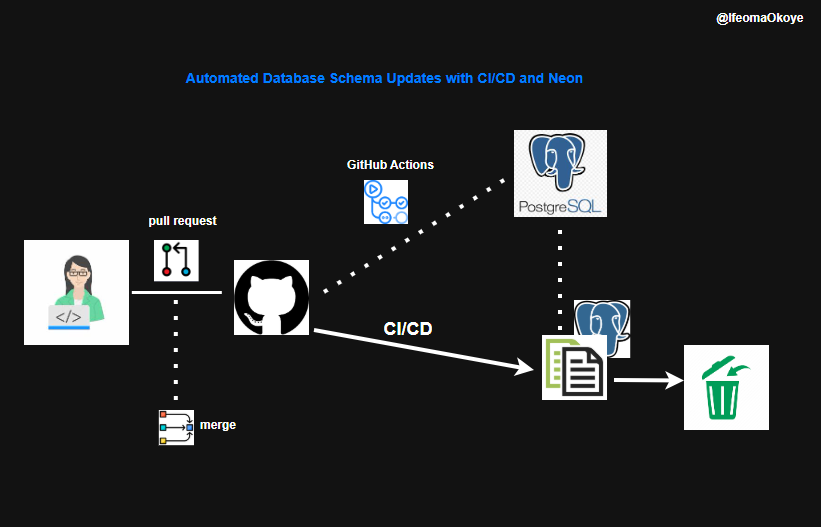 @IfeomaOkoye
Automated Database Schema Updates with CI/CD and Neon
GitHub Actions
PostgreSQL
pull request
</>
CI/CD
merge